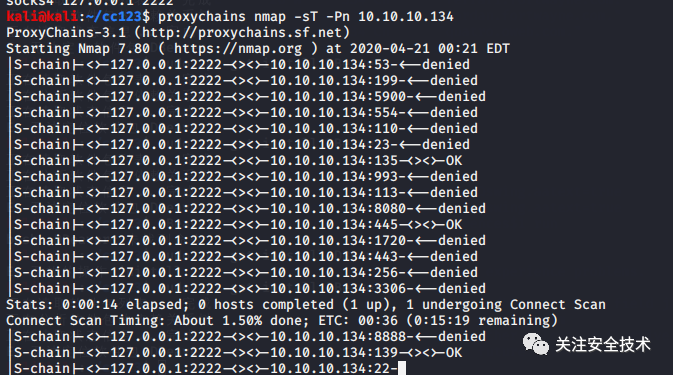 socks4 127.0.0.1 2222
kali@kali:~/cc123$ proxychains nmap -sT -Pn 10.10.10.134
ProxyChains-3.1 (http://proxychains.sf.net)
Starting Nmap 7.80 ( https://nmap.org ) at 2020-04-21 00:21 EDT
|S-chain|-<>-127.0.0.1:2222-<><>-10.10.10.134:53-<--denied
|S-chain|-<>-127.0.0.1:2222-<><>-10.10.10.134:199-<--denied
|S-chain|-<>-127.0.0.1:2222-<><>-10.10.10.134:5900-<--denied
|S-chain|-<>-127.0.0.1:2222-<><>-10.10.10.134:554-<--denied
|S-chain|-<>-127.0.0.1:2222-<><>-10.10.10.134:110-<--denied
|S-chain|-<>-127.0.0.1:2222-<><>-10.10.10.134:23-<--denied
|S-chain|-<>-127.0.0.1:2222-<><>-10.10.10.134:135-<><>-OK
|S-chain|-<>-127.0.0.1:2222-<><>-10.10.10.134:993-<--denied
|S-chain|-<>-127.0.0.1:2222-<><>-10.10.10.134:113-<--denied
|S-chain|-<>-127.0.0.1:2222-<><>-10.10.10.134:8080-<--denied
|S-chain|-<>-127.0.0.1:2222-<><>-10.10.10.134:445-<><>-OK
|S-chain|-<>-127.0.0.1:2222-<><>-10.10.10.134:1720-<--denied
|S-chain|-<>-127.0.0.1:2222-<><>-10.10.10.134:443-<--denied
|S-chain|-<>-127.0.0.1:2222-<><>-10.10.10.134:256-<--denied
|S-chain|-<>-127.0.0.1:2222-<><>-10.10.10.134:3306-<--denied
Stats: 0:00:14 elapsed; 0 hosts completed (1 up), 1 undergoing Connect Scan
Connect Scan Timing: About 1.50% done; ETC: 00:36 (0:15:19 remaining)
|S-chain|-<>-127.0.0.1:2222-<><>-10.10.10.134:8888-<--denied
|S-chain|-<>-127.0.0.1:2222-<><>-10.10.10.134:139-<><>-OK
|S-chain|-<>-127.0.0.1:2222-<><>-10.10.10.134:22-
关注安全技术